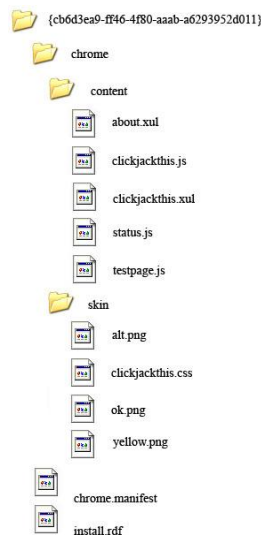 {cb6d3ea9-ff46-4f80-aaab-a6293952d011}
chrome
content
about.xul
clickjackthis.js
clickjackthis.xul
status.js
testpage.js
skin
alt.png
clickjackthis.css
ok.png
yellow.png
chrome.manifest
install.rdf